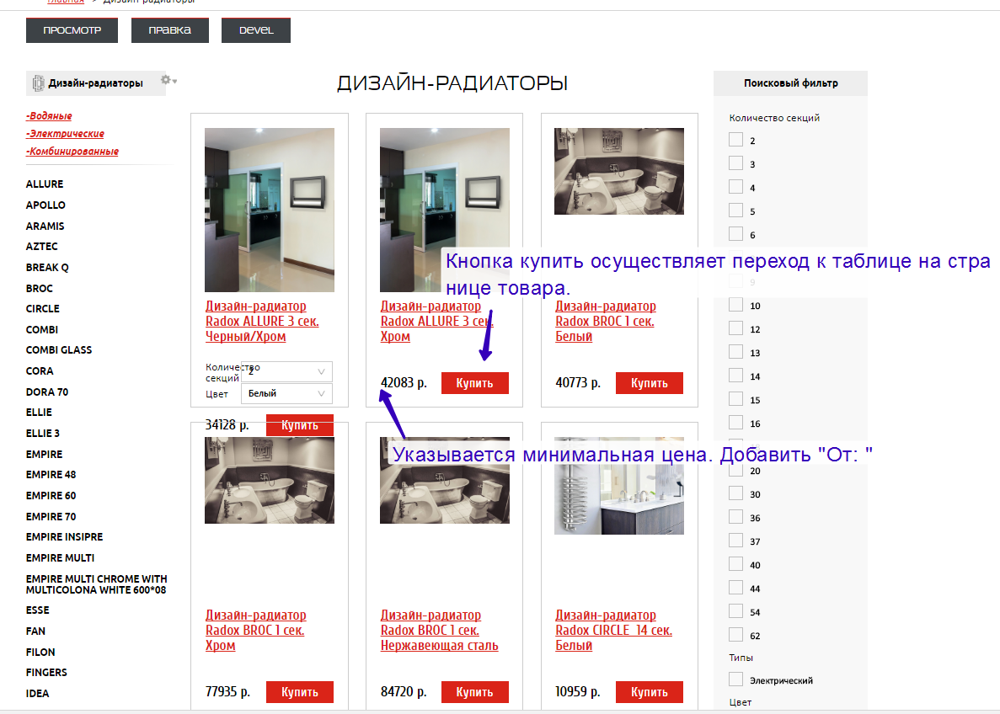 Главная > Дизайн-радиаторы
ПРОСМОТР
ПРАВКА
DEVEL
Дизайн-радиаторы
-Водяные
-Электрические
-Комбинированные
ALLURE
APOLLO
ARAMIS
AZTEC
BREAK Q
BROC
CIRCLE
COMBI
COMBI GLASS
CORA
DORA 70
ELLIE
ELLIE 3
EMPIRE
EMPIRE 48
EMPIRE 60
EMPIRE 70
EMPIRE INSIPRE
EMPIRE MULTI
EMPIRE MULTI CHROME WITH
MULTICOLONA WHITE 600*08
ESSE
FAN
FILON
FINGERS
IDEA
ДИЗАЙН-РАДИАТОРЫ
Кнопка купить осуществляет переход к таблице на стра
нице товара.
Дизайн-радиатор
Radox ALLURE 3 сек.
Черный/Хром
Количество
секций
2
Цвет
Белый
34128 р.
Купить
Дизайн-радиатор
Radox ALLURE 3 сек.
Хром
42083 р.
Купить
Дизайн-радиатор
Radox BROC 1 сек.
Белый
40773 р.
Купить
Указывается минимальная цена. Добавить "От: "
Дизайн-радиатор
Radox BROC 1 сек.
Хром
77935 р.
Купить
Дизайн-радиатор
Radox BROC 1 сек.
Нержавеющая сталь
84720 р.
Купить
Дизайн-радиатор
Radox CIRCLE 14 сек.
Белый
10959 р.
Купить
Поисковый фильтр
Количество секций
2
3
4
5
6
9
10
12
13
14
15
16
20
30
36
37
40
44
54
62
Типы
Электрический
Цвет